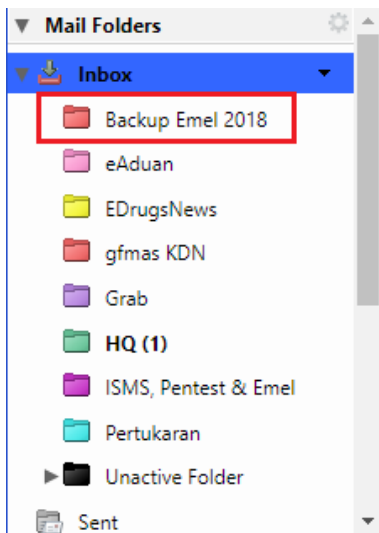 Mail Folders
Inbox
Backup Emel 2018
eAduan
EDrugsNews
gfmas KDN
Grab
HQ (1)
ISMS, Pentest & Emel
Pertukaran
Unactive Folder
Sent